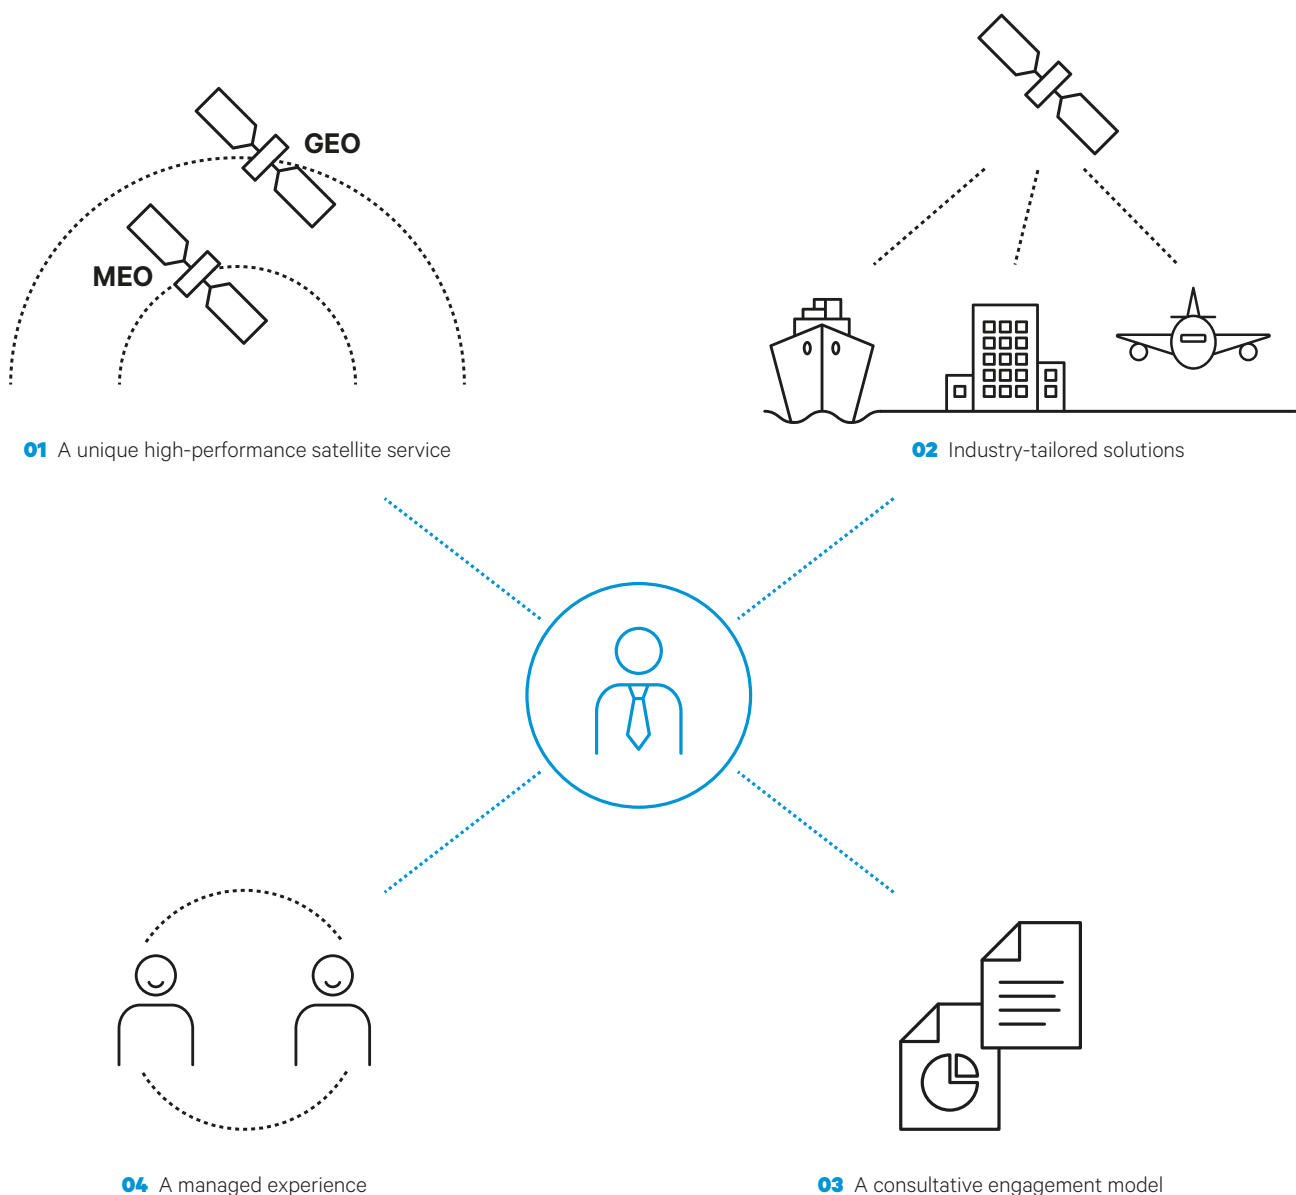 GEO
MEO
01 A unique high-performance satellite service
02 Industry-tailored solutions
04 A managed experience
03 A consultative engagement model